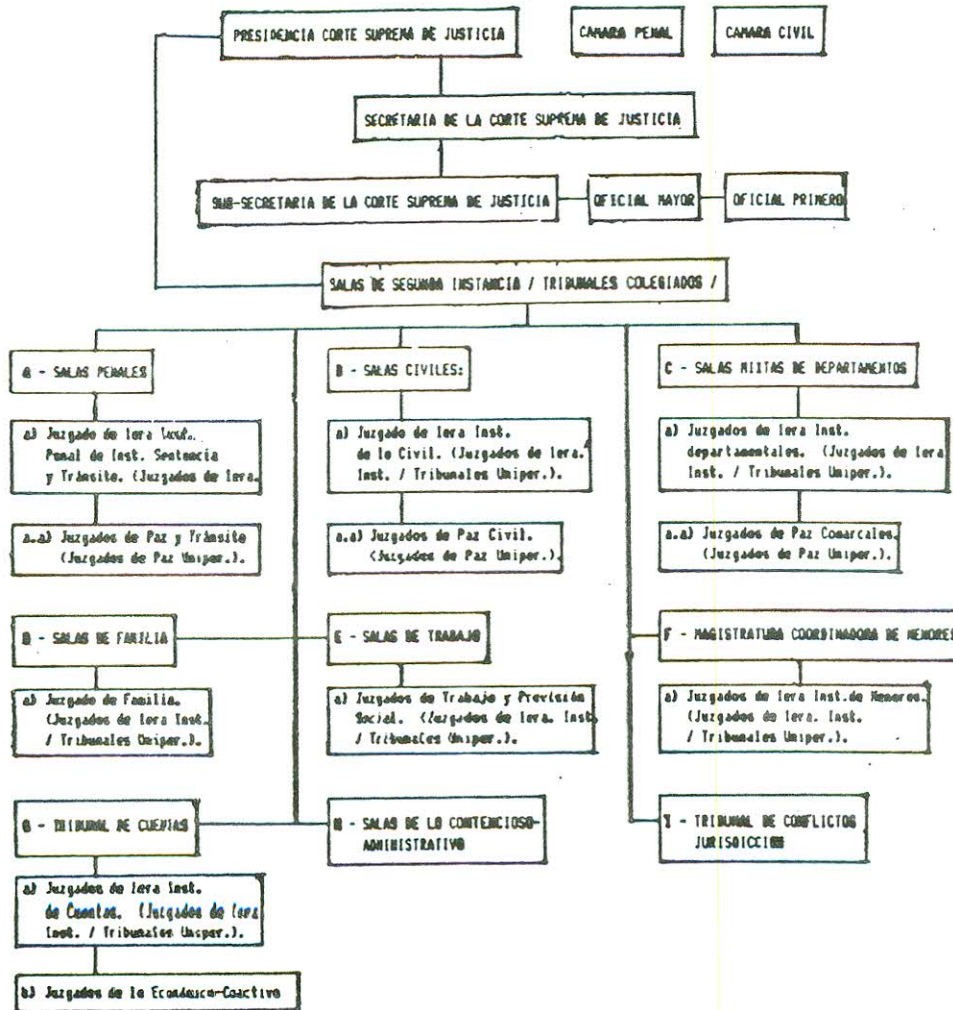 PRESIDENCIA CORTE SUPREMA DE JUSTICIA
CAMARA PENAL
CAMARA CIVIL
SECRETARIA DE LA CORTE SUPREMA DE JUSTICIA
SUB-SECRETARIA DE LA CORTE SUPREMA DE JUSTICIA
OFICIAL MAYOR
OFICIAL PRIMERO
SALAS DE SEGUNDA INSTANCIA / TRIBUNALES COLEGIADOS /
A - SALAS PENALES
B - SALAS CIVILES:
C - SALAS MIXTAS DE DEPARTAMENTOS
a) Juzgado de 1era Inst.
Penal de Inst. Sentencia
y Trànsito. (Juzgados de 1era.
a) Juzgado de 1era Inst.
de lo Civil. (Juzgados de 1era.
Inst. / Tribunales Uniper.).
a) Juzgados de 1era Inst.
departamentales. (Juzgados de 1era
Inst. / Tribunales Uniper.).
a.a) Juzgados de Paz y Trànsito
(Juzgados de Paz Uniper.).
a.a) Juzgados de Paz Civil.
(Juzgados de Paz Uniper.).
a.a) Juzgados de Paz Comarcales.
(Juzgados de Paz Uniper.).
D - SALAS DE FAMILIA
E - SALAS DE TRABAJO
F - MAGISTRATURA COORDINADORA DE MENORES
a) Juzgado de Familia.
(Juzgados de 1era Inst.
/ Tribunales Uniper.).
a) Juzgados de Trabajo y Previsiòn
Social. (Juzgados de 1era. Inst.
/ Tribunales Uniper.).
a) Juzgados de 1era Inst.de Menores.
(Juzgados de 1era. Inst.
/ Tribunales Uniper.).
G - TRIBUNAL DE CUENTAS
H - SALAS DE LO CONTENCIOSO-
ADMINISTRATIVO
I - TRIBUNAL DE CONFLICTOS
JURISDICCION
a) Juzgados de 1era Inst.
de Cuentas. (Juzgados de 1era
Inst. / Tribunales Uniper.).
b) Juzgados de lo Econòmico-Coactivo